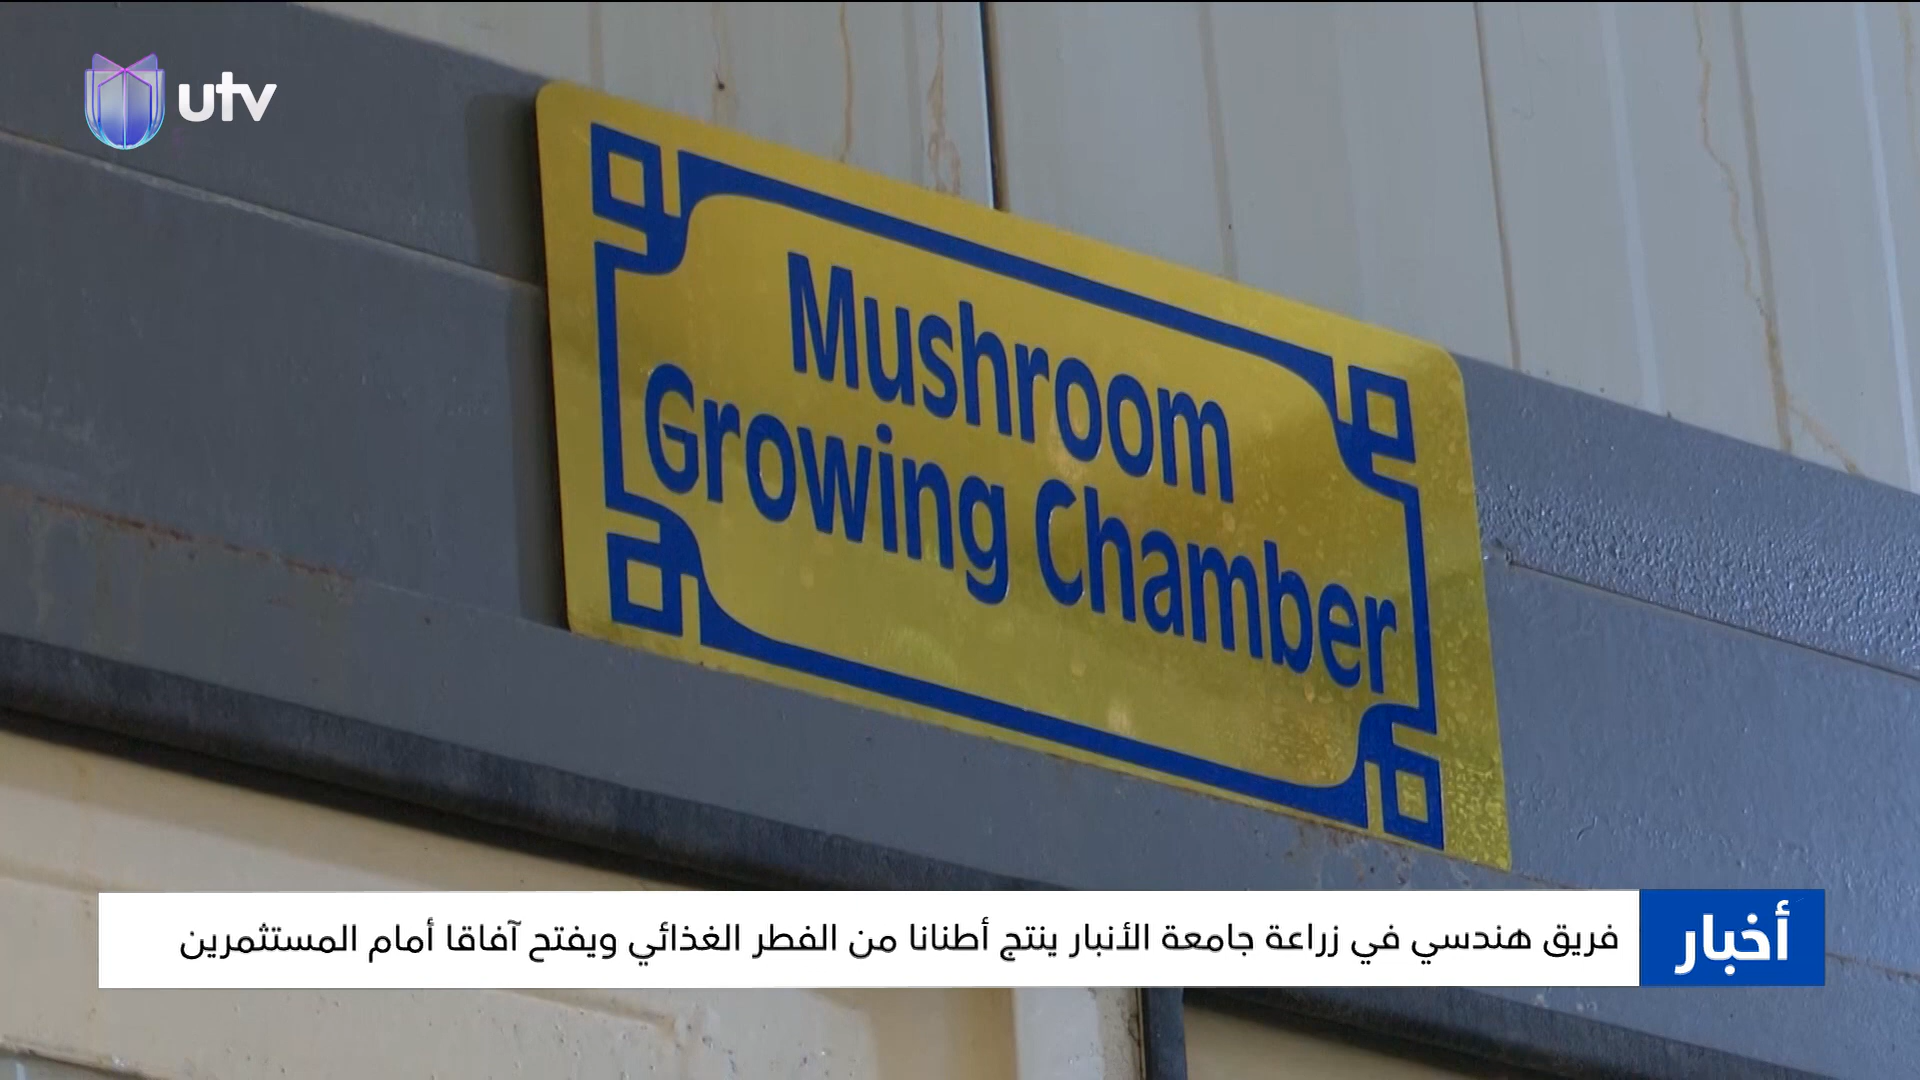 utv
Mushroom
Growing Chamber
أخبار
فريق هندسي في زراعة جامعة الأنبار ينتج أطنانا من الفطر الغذائي ويفتح آفاقا أمام المستثمرين